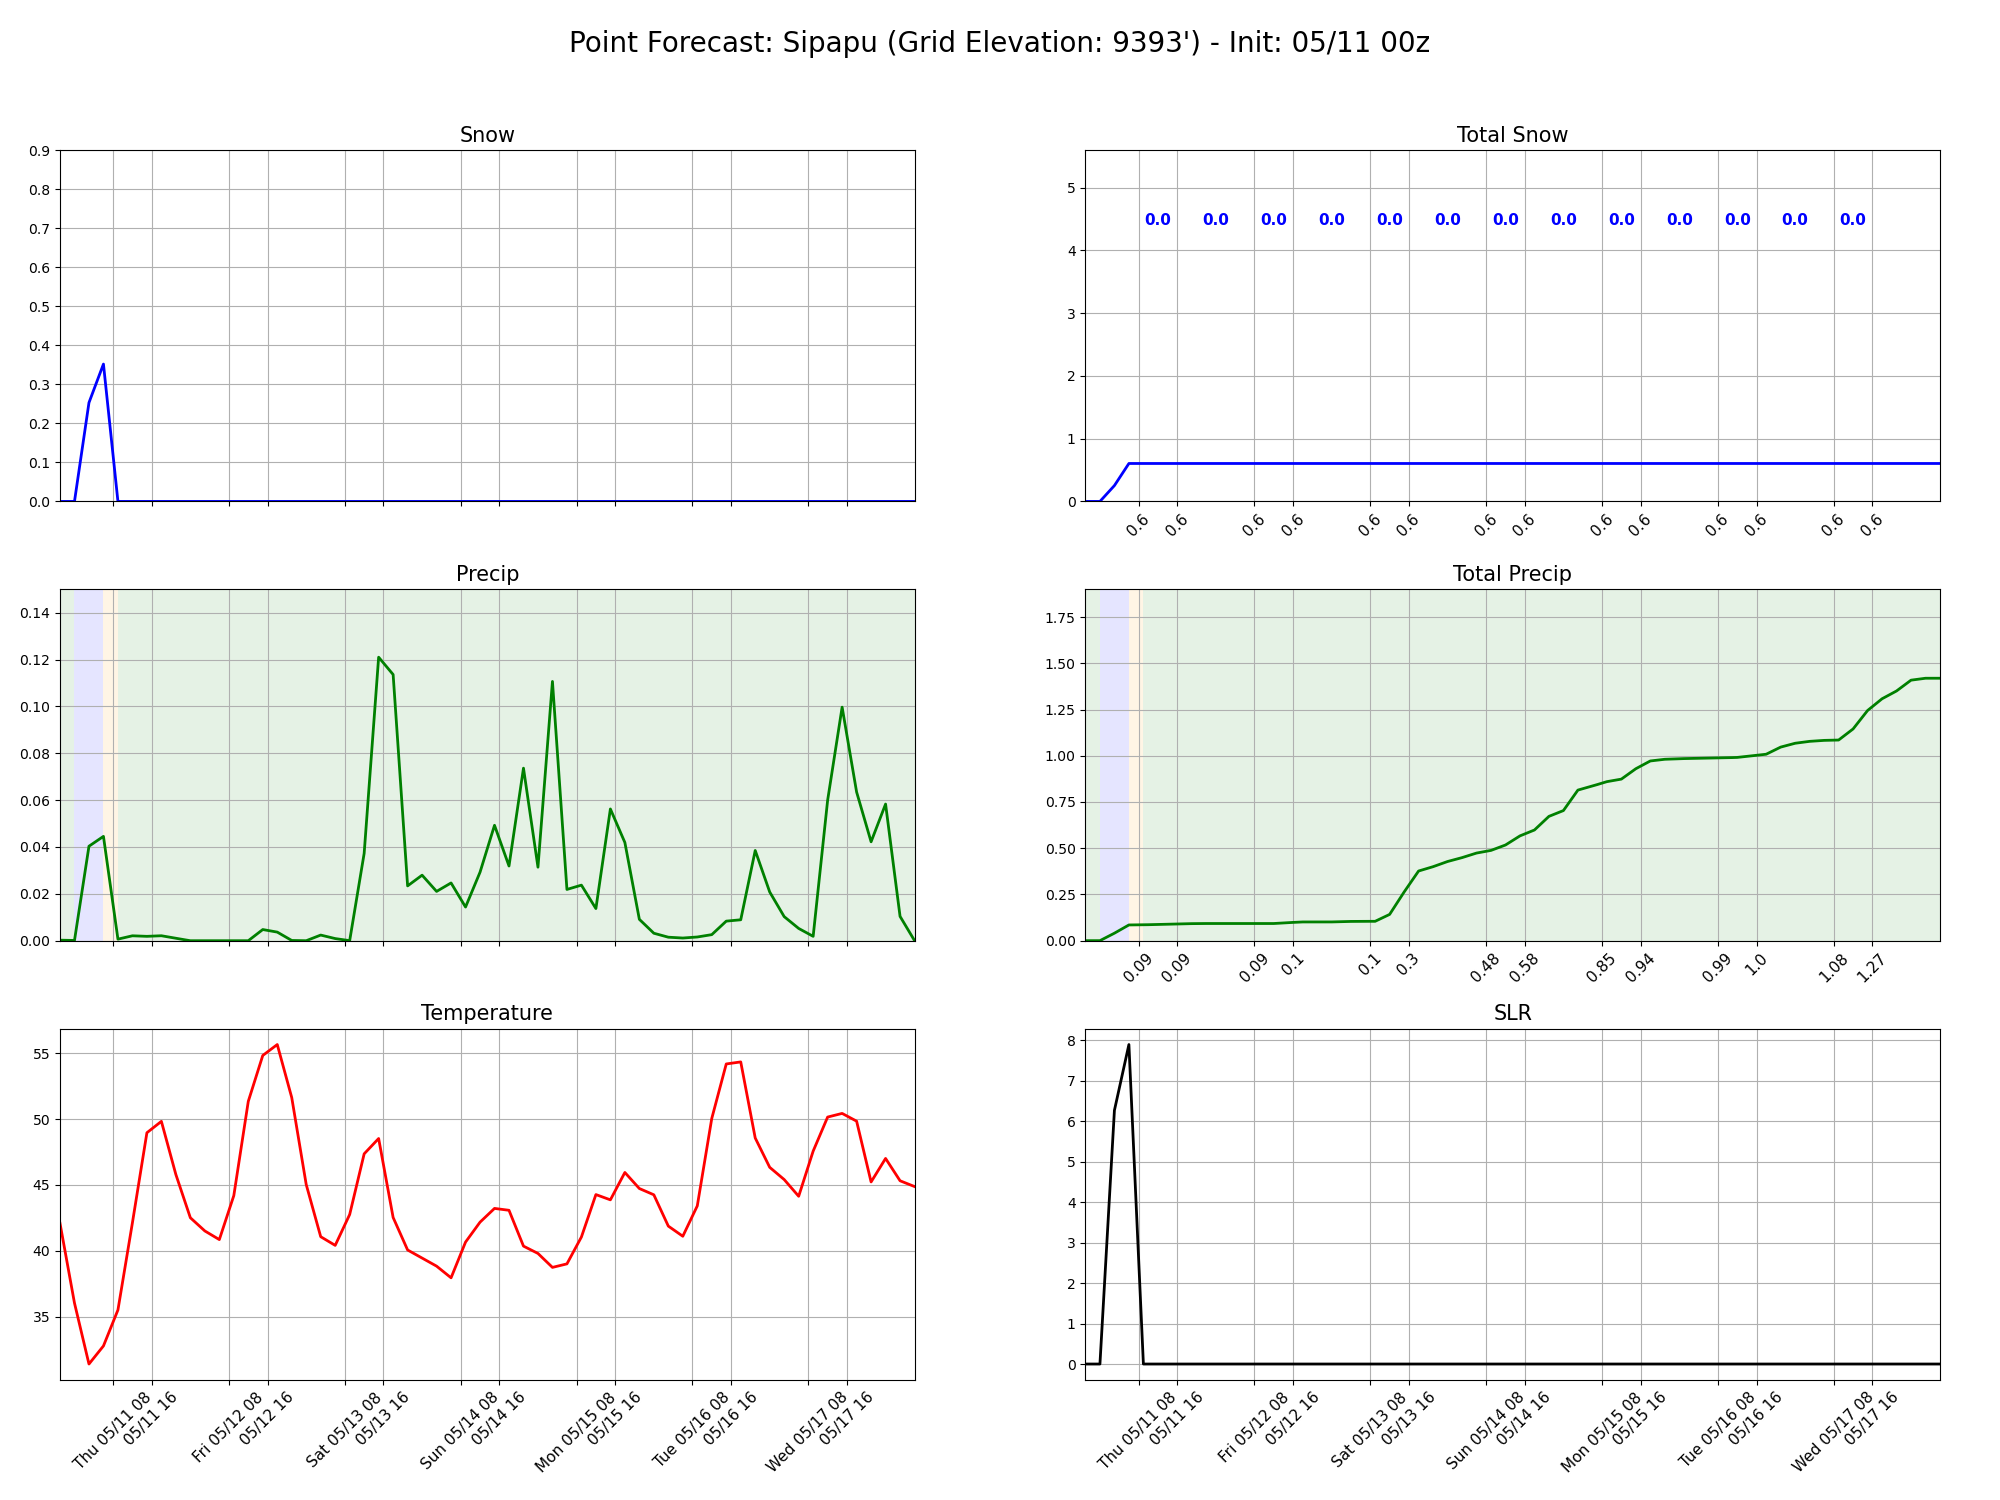 Point Forecast: Sipapu (Grid Elevation: 9393') - Init: 05/11 00z
Snow
0.9
0.8
0.7
0.6
0.5
0.4
0.3
0.2
0.1
0.0
Total Snow
5
4
3
2
1
0
0.0 0.0 0.0 0.0 0.0 0.0 0.0 0.0 0.0 0.0 0.0 0.0 0.0
0.6 0.6 0.6 0.6 0.6 0.6 0.6 0.6 0.6 0.6 0.6 0.6 0.6 0.6
Precip
0.14
0.12
0.10
0.08
0.06
0.04
0.02
0.00
Total Precip
1.75
1.50
1.25
1.00
0.75
0.50
0.25
0.00
0.09 0.09 0.09 0.1 0.1 0.3 0.48 0.58 0.85 0.94 0.99 1.0 1.08 1.27
Temperature
55
50
45
40
35
Thu 05/11 08
05/11 16
Fri 05/12 08
05/12 16
Sat 05/13 08
05/13 16
Sun 05/14 08
05/14 16
Mon 05/15 08
05/15 16
Tue 05/16 08
05/16 16
Wed 05/17 08
05/17 16
SLR
8
7
6
5
4
3
2
1
0
Thu 05/11 08
05/11 16
Fri 05/12 08
05/12 16
Sat 05/13 08
05/13 16
Sun 05/14 08
05/14 16
Mon 05/15 08
05/15 16
Tue 05/16 08
05/16 16
Wed 05/17 08
05/17 16